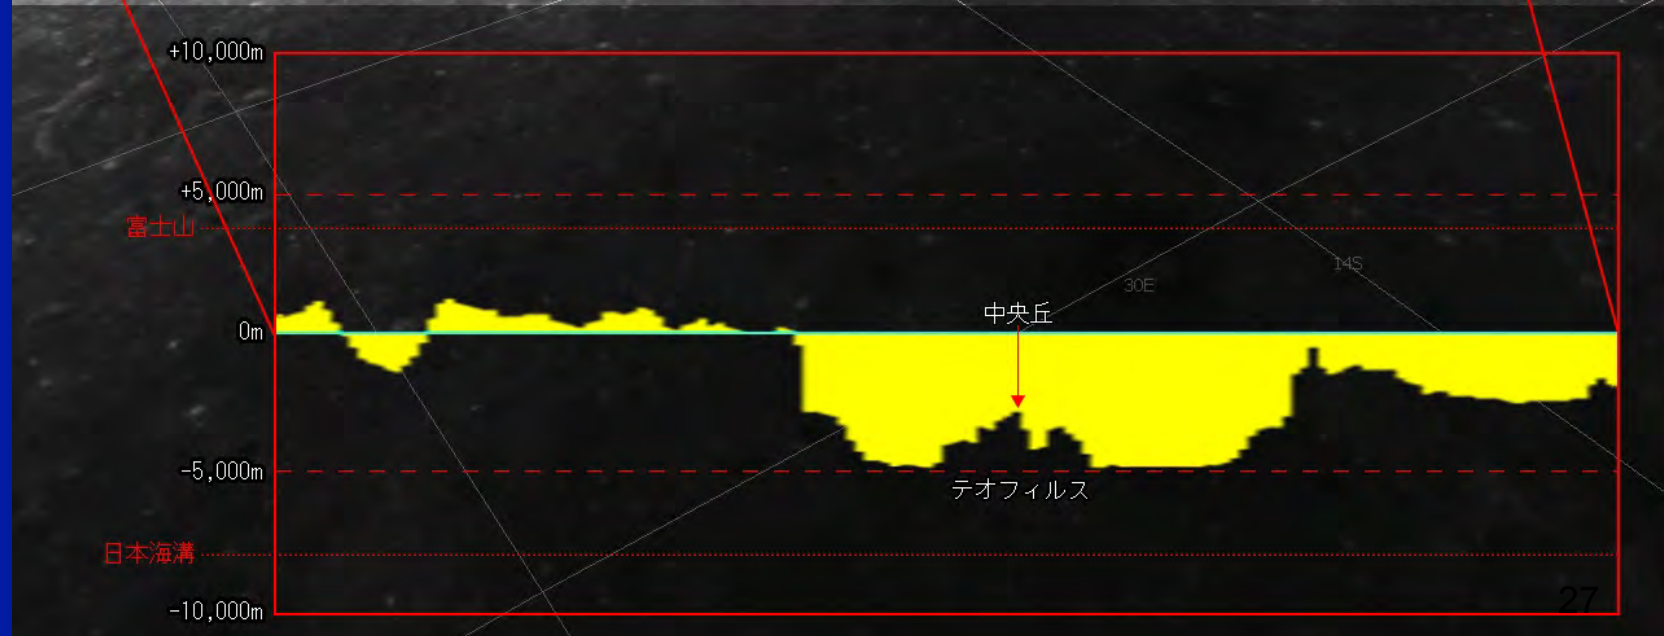 +10,000m
+5,000m
富士山
14S
30E
中央丘
0m
-5,000m
テオフィルス
日本海溝
27
-10,000m